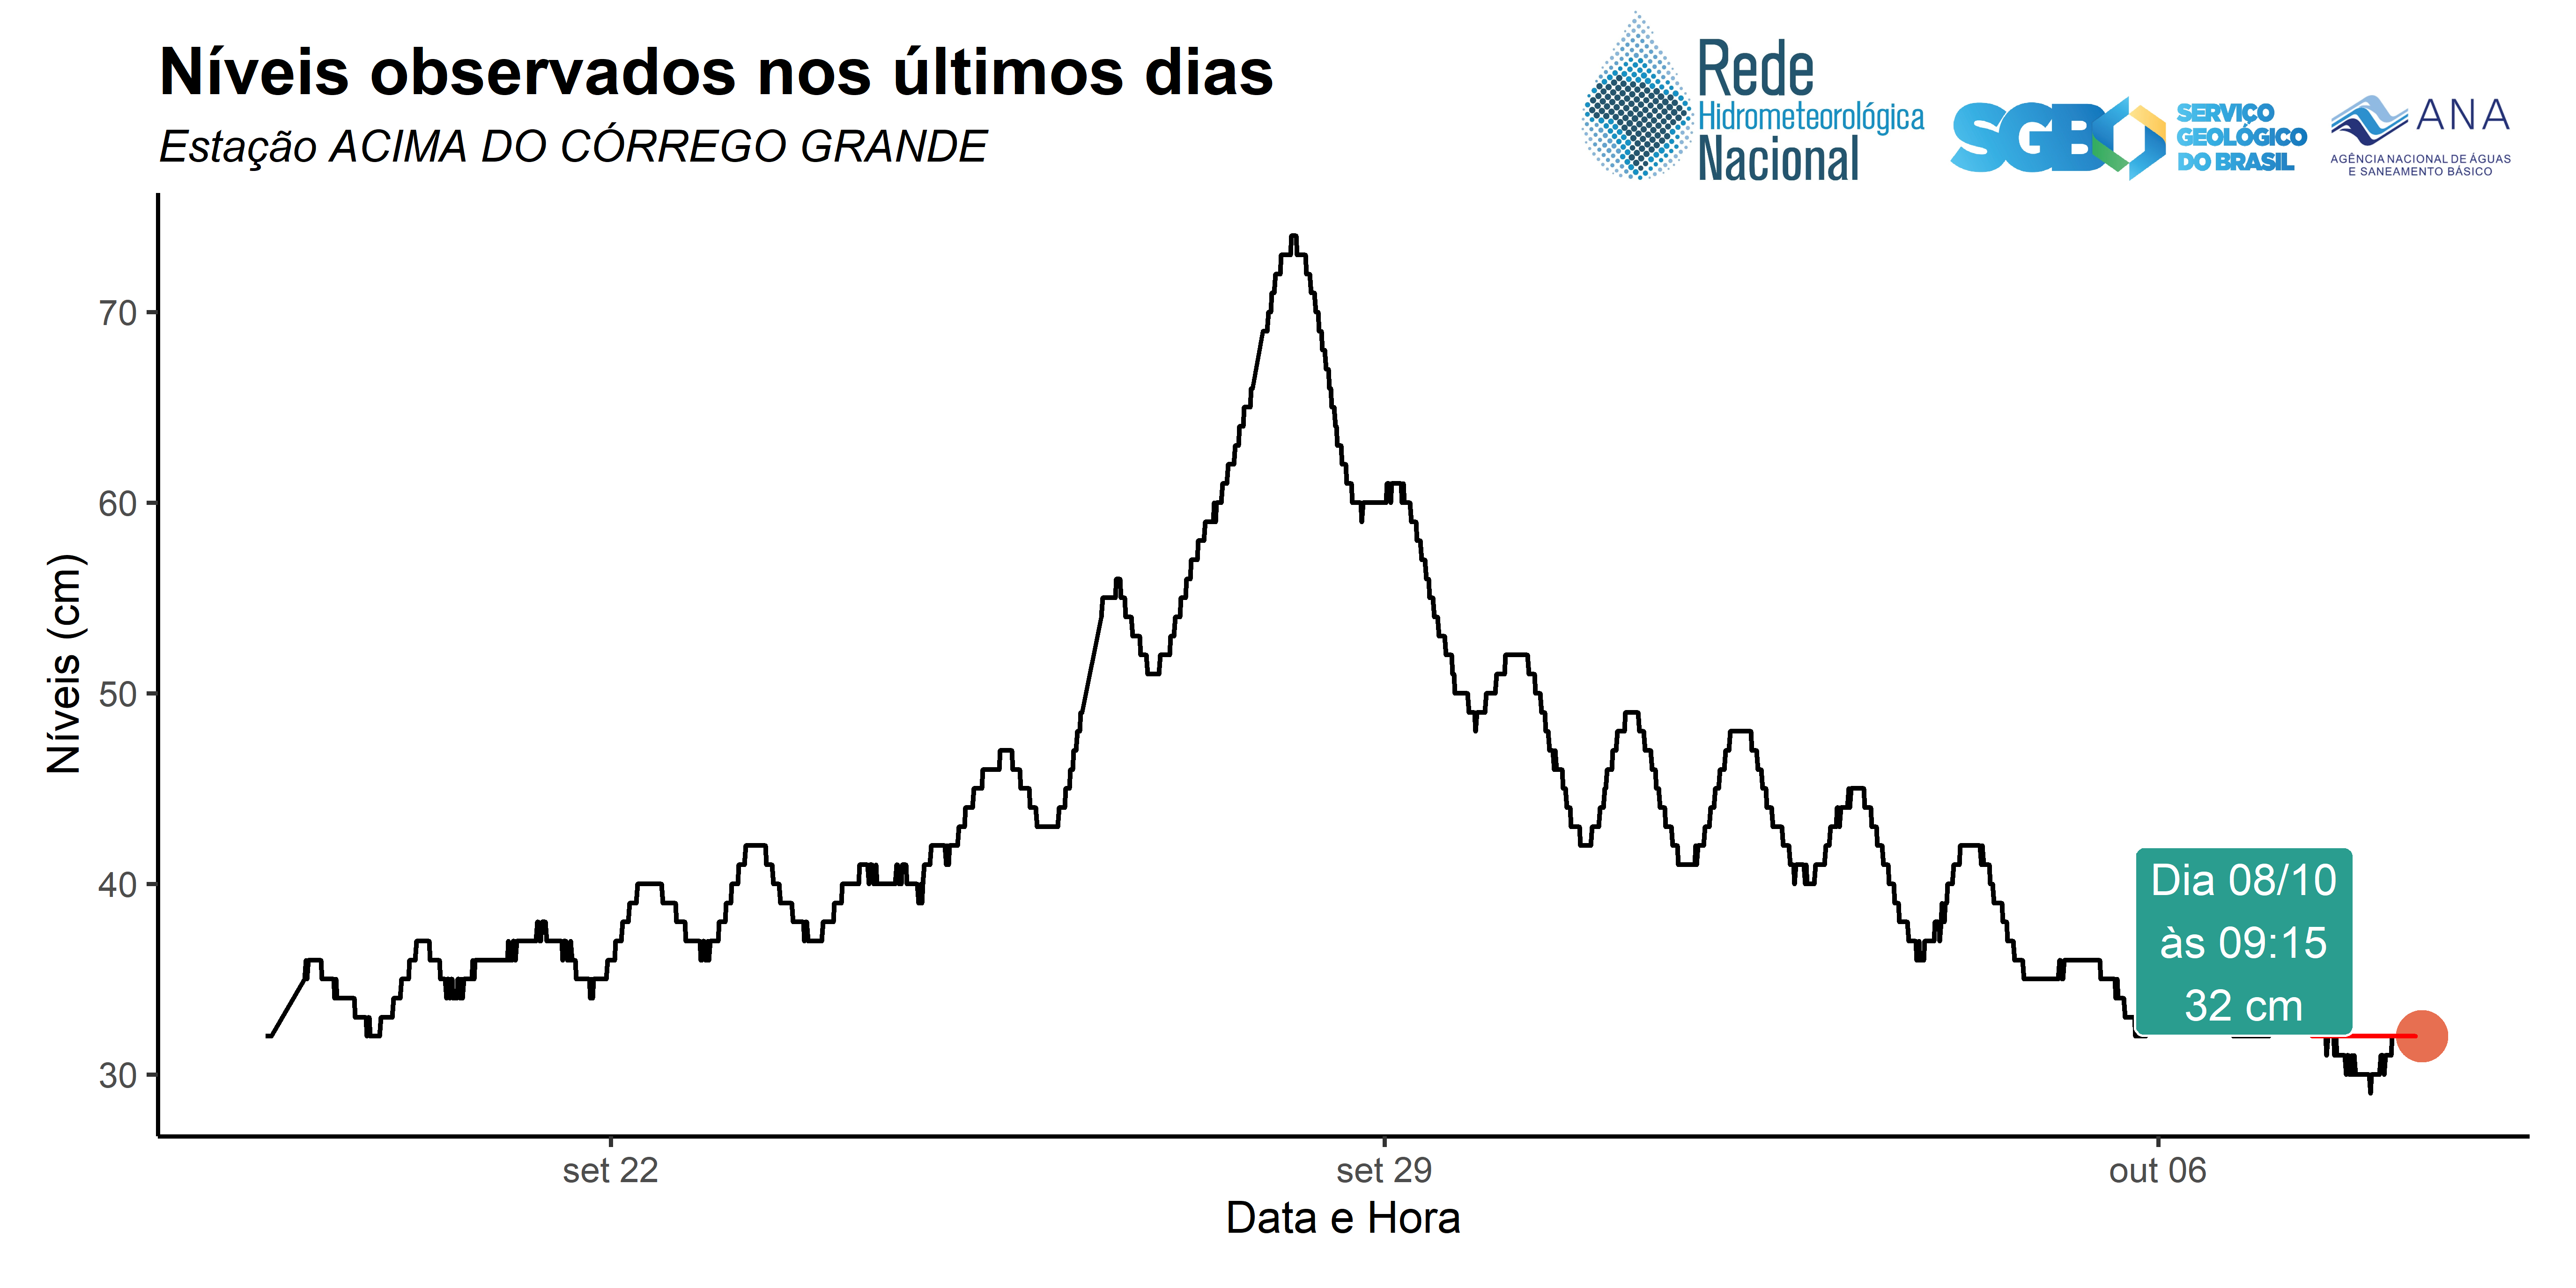 Níveis observados nos últimos dias
Estação ACIMA DO CÓRREGO GRANDE
Rede
Hidrometeorológica
Nacional
SGB
SERVIÇO
GEOLÓGICO
DO BRASIL
ANA
AGÊNCIA NACIONAL DE ÁGUAS
E SANEAMENTO BÁSICO
Níveis (cm)
70
60
50
40
30
Dia 08/10
às 09:15
32 cm
set 22
set 29
out 06
Data e Hora